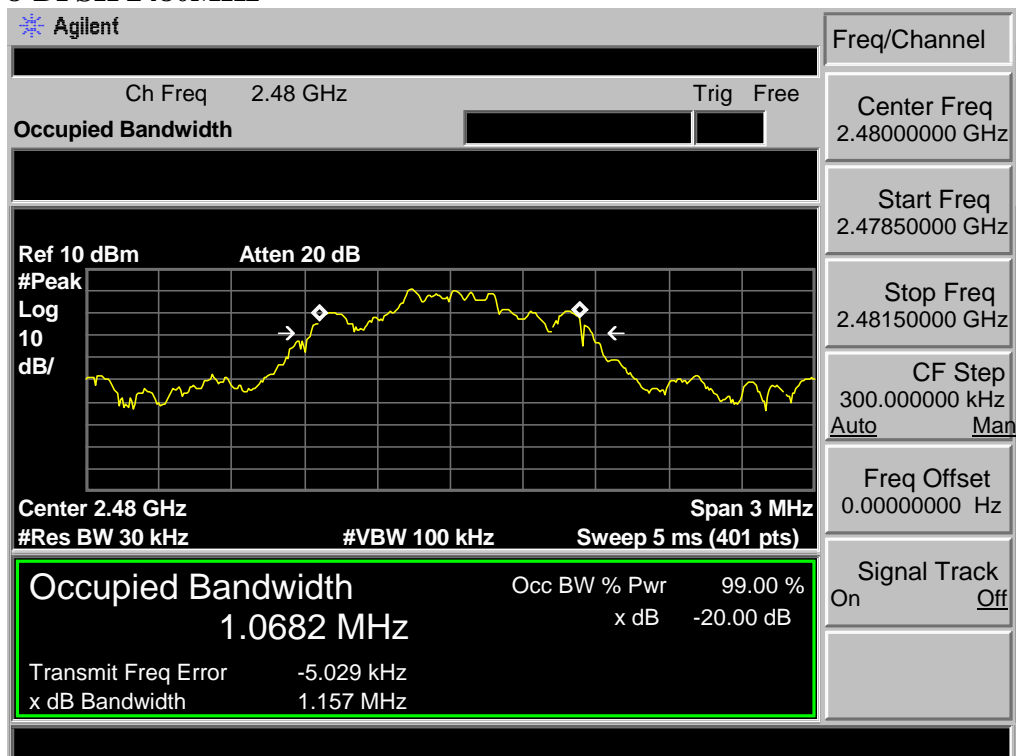 Agilent
Freq/Channel
Ch Freq 2.48 GHz Trig Free
Occupied Bandwidth
Center Freq
2.48000000 GHz
Start Freq
2.47850000 GHz
Stop Freq
2.48150000 GHz
CF Step
300.000000 kHz
Auto Man
Freq Offset
0.00000000 Hz
Signal Track
On Off
Ref 10 dBm Atten 20 dB
#Peak
Log
10
dB/
Center 2.48 GHz Span 3 MHz
#Res BW 30 kHz #VBW 100 kHz Sweep 5 ms (401 pts)
Occupied Bandwidth
1.0682 MHz
Occ BW % Pwr 99.00 %
x dB -20.00 dB
Transmit Freq Error -5.029 kHz
x dB Bandwidth 1.157 MHz